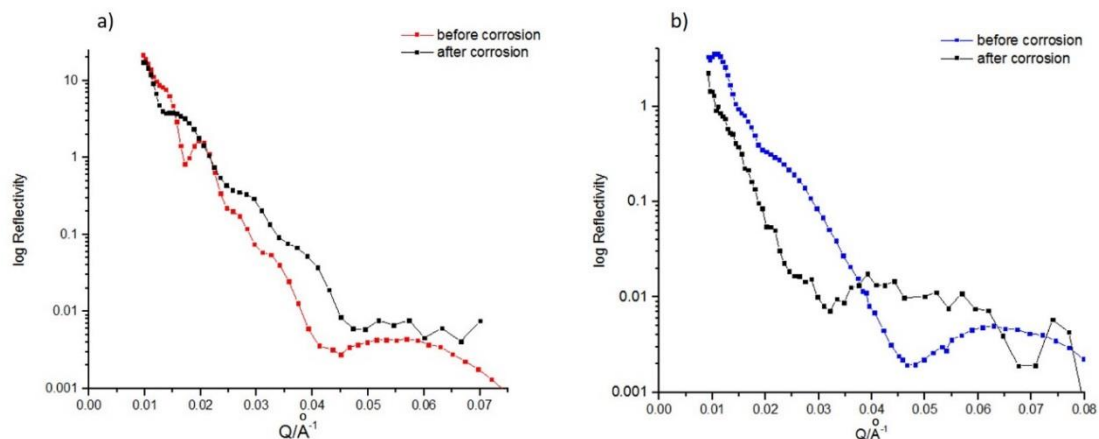 a)
before corrosion
after corrosion
log Reflectivity
10
1
0.1
0.01
0.001
0.00
0.01
0.02
0.03
0.04
0.05
0.06
0.07
o
Q/A⁻¹
b)
before corrosion
after corrosion
log Reflectivity
1
0.1
0.01
0.001
0.00
0.01
0.02
0.03
0.04
0.05
0.06
0.07
0.08
o
Q/A⁻¹